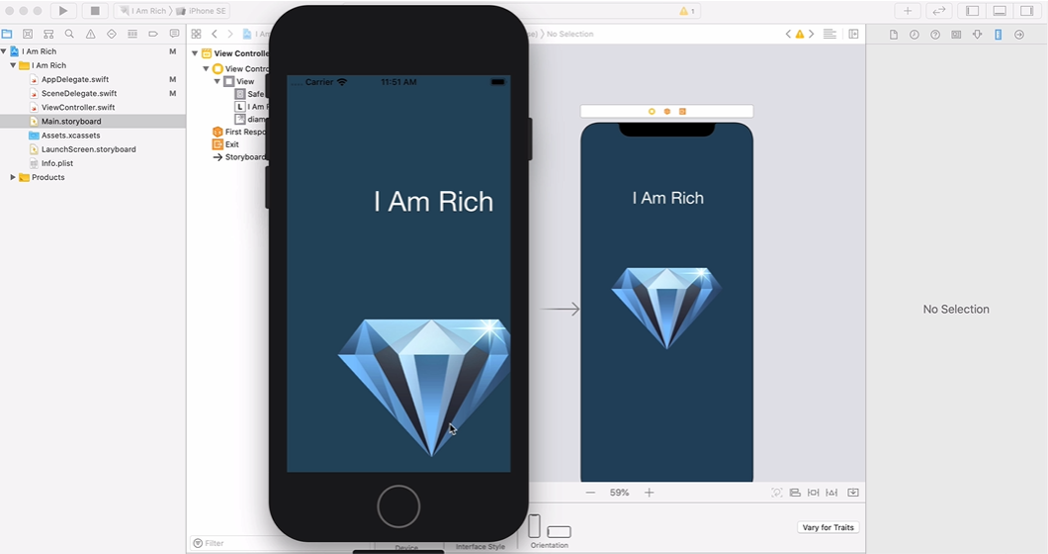 I Am Rich 〉 iPhone SE
1
I Am Rich
M
I Am Rich
AppDelegate.swift
M
SceneDelegate.swift
M
ViewController.swift
Main.storyboard
Assets.xcassets
LaunchScreen.storyboard
Info.plist
Products
No Selection
View Controlle
View Contro
View
Safe
L I Am R
diam
First Respo
Exit
Storyboard
Filter
Carrier
11:51 AM
I Am Rich
I Am Rich
59%
Device
Interface Style
Orientation
Vary for Traits
No Selection